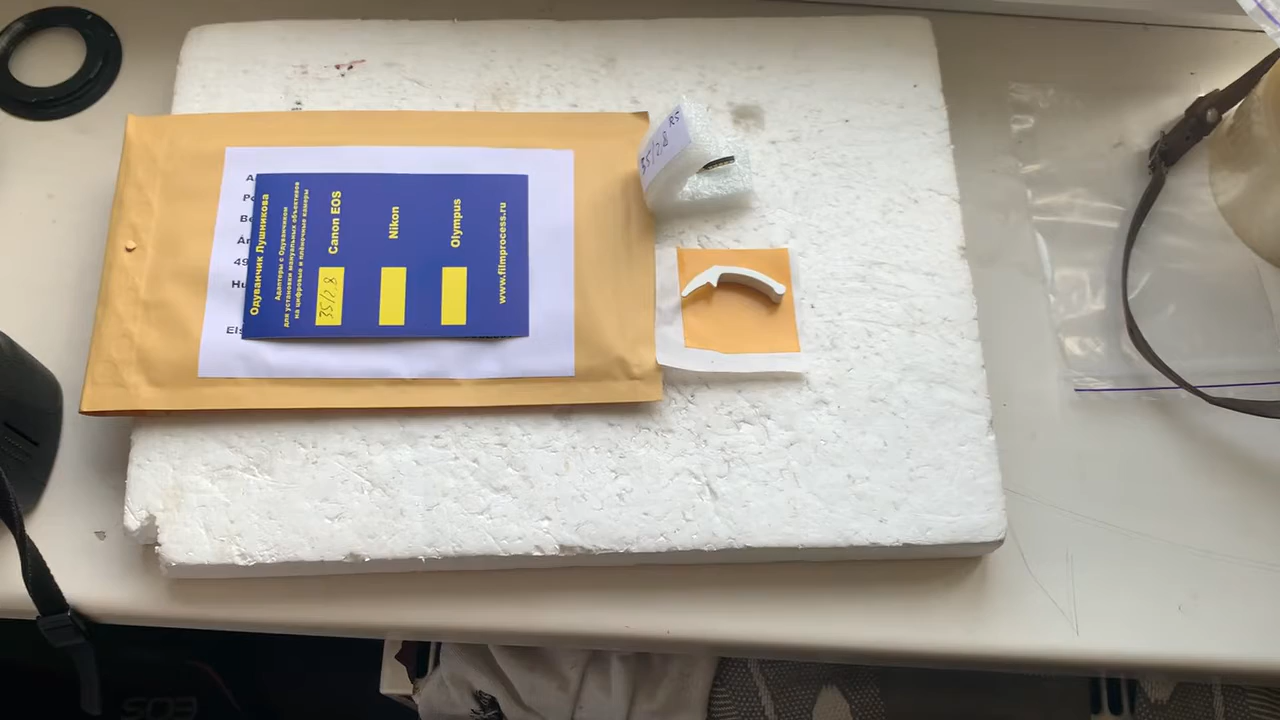 Одуванчик Лушникова
Адаптеры с Одуванчиком
для установки мануальных объективов
на цифровые и плёночные камеры
Canon EOS
35/2,8
Nikon
Olympus
www.filmprocess.ru
35/2,8
EOS